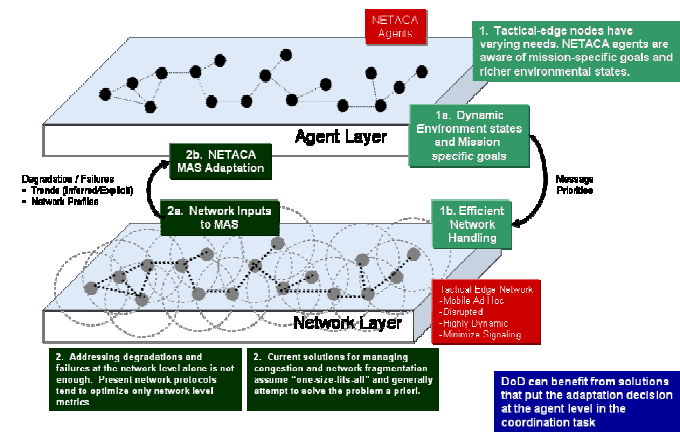 NETACA
Agents
1. Tactical-edge nodes have
varying needs. NETACA agents are
aware of mission-specific goals and
richer environmental states.
1a. Dynamic
Environment states
and Mission
specific goals
Agent Layer
2b. NETACA
MAS Adaptation
Degradation / Failures
- Trends (Inferred/Explicit)
- Network Profiles
Message
Priorities
2a. Network Inputs
to MAS
1b. Efficient
Network
Handling
Tactical Edge Network
-Mobile Ad Hoc
-Disrupted
-Highly Dynamic
-Minimize Signaling
Network Layer
2. Addressing degradations and
failures at the network level alone is not
enough. Present network protocols
tend to optimize only network level
metrics
2. Current solutions for managing
congestion and network fragmentation
assume "one-size-fits-all" and generally
attempt to solve the problem a priori.
DoD can benefit from solutions
that put the adaptation decision
at the agent level in the
coordination task